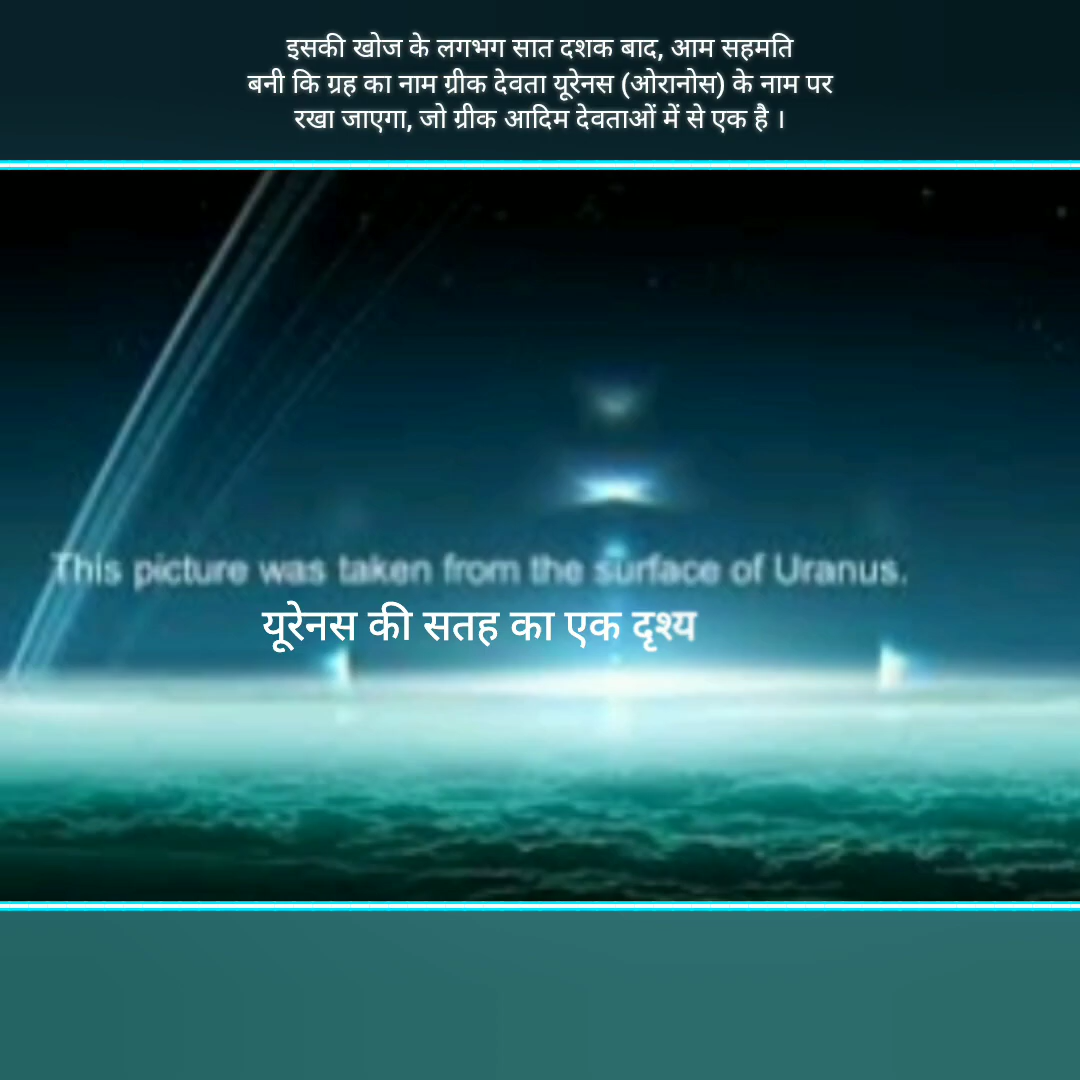 इसकी खोज के लगभग सात दशक बाद, आम सहमति
बनी कि ग्रह का नाम ग्रीक देवता यूरेनस (ओरानोस) के नाम पर
रखा जाएगा, जो ग्रीक आदिम देवताओं में से एक है ।
This picture was taken from the surface of Uranus.
यूरेनस की सतह का एक दृश्य